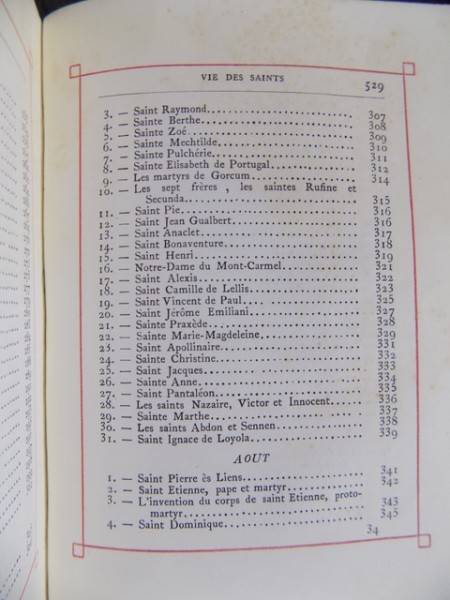 VIE DES SAINTS 529
3. — Saint Raymond........................... 307
4. — Sainte Berthe............................ 308
5. — Sainte Zoé............................... 309
6. — Sainte Mechtilde......................... 310
7. — Sainte Pulchérie......................... 311
8. — Sainte Elisabeth de Portugal............. 312
9. — Les martyrs de Gorcum.................... 314
10. — Les sept frères, les saintes Rufine et
Secunda................................. 315
11. — Saint Pie............................... 316
12. — Saint Jean Gualbert..................... 316
13. — Saint Anaclet........................... 317
14. — Saint Bonaventure....................... 318
15. — Saint Henri............................. 319
16. — Notre-Dame du Mont-Carmel............... 321
17. — Saint Alexis............................ 322
18. — Saint Camille de Lellis................. 323
19. — Saint Vincent de Paul................... 325
20. — Saint Jérôme Emiliani................... 327
21. — Sainte Praxède.......................... 328
22. — Sainte Marie-Magdeleine................. 329
23. — Saint Apollinaire....................... 331
24. — Sainte Christine........................ 332
25. — Saint Jacques........................... 333
26. — Sainte Anne............................. 334
27. — Saint Pantaléon......................... 335
28. — Les saints Nazaire, Victor et Innocent...... 336
29. — Sainte Marthe........................... 337
30. — Les saints Abdon et Sennen.............. 338
31. — Saint Ignace de Loyola.................. 339
AOUT
1. — Saint Pierre ès Liens.................... 341
2. — Saint Etienne, pape et martyr............ 342
3. — L'invention du corps de saint Etienne, proto-
martyr.................................. 343
4. — Saint Dominique.......................... 345
34